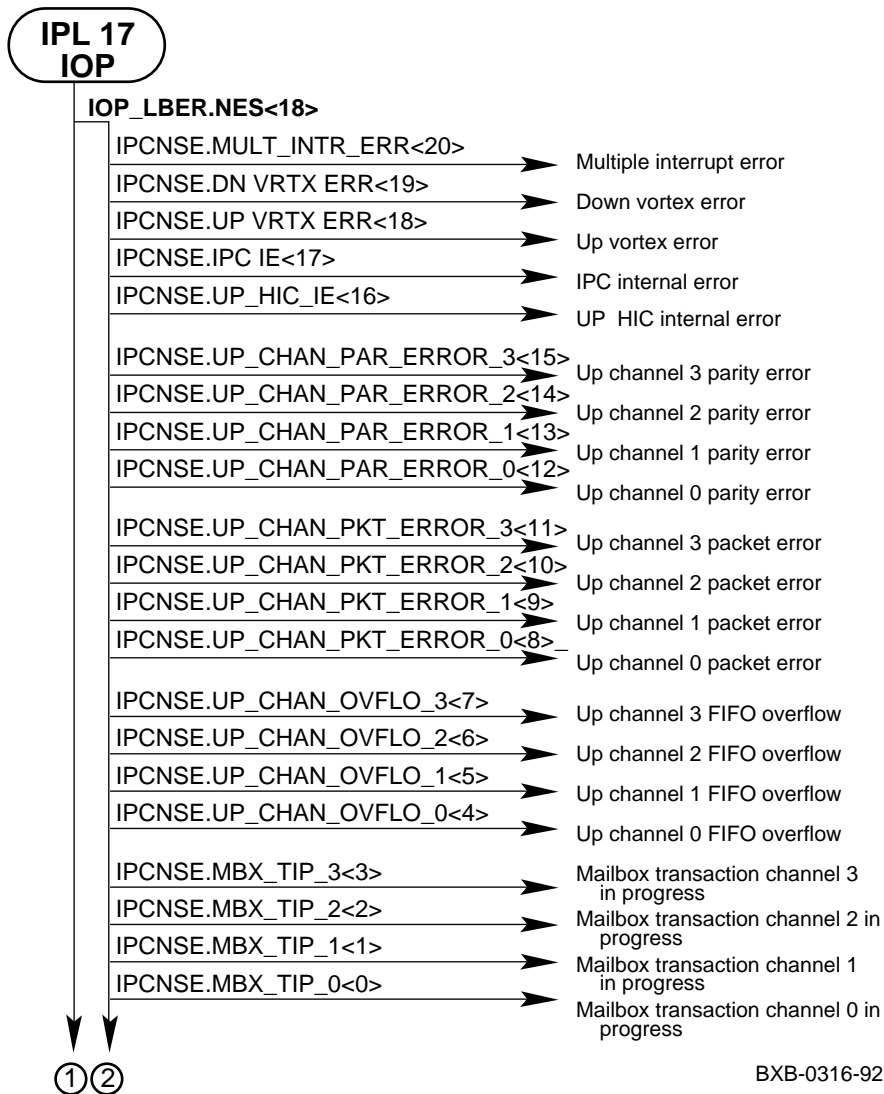 IPL 17
IOP
IOP_LBER.NES<18>
IPCNSE.MULT_INTR_ERR<20>
Multiple interrupt error
IPCNSE.DN VRTX ERR<19>
Down vortex error
IPCNSE.UP VRTX ERR<18>
Up vortex error
IPCNSE.IPC IE<17>
IPC internal error
IPCNSE.UP_HIC_IE<16>
UP HIC internal error
IPCNSE.UP_CHAN_PAR_ERROR_3<15>
Up channel 3 parity error
IPCNSE.UP_CHAN_PAR_ERROR_2<14>
Up channel 2 parity error
IPCNSE.UP_CHAN_PAR_ERROR_1<13>
Up channel 1 parity error
IPCNSE.UP_CHAN_PAR_ERROR_0<12>
Up channel 0 parity error
IPCNSE.UP_CHAN_PKT_ERROR_3<11>
Up channel 3 packet error
IPCNSE.UP_CHAN_PKT_ERROR_2<10>
Up channel 2 packet error
IPCNSE.UP_CHAN_PKT_ERROR_1<9>
Up channel 1 packet error
IPCNSE.UP_CHAN_PKT_ERROR_0<8>_
Up channel 0 packet error
IPCNSE.UP_CHAN_OVFLO_3<7>
Up channel 3 FIFO overflow
IPCNSE.UP_CHAN_OVFLO_2<6>
Up channel 2 FIFO overflow
IPCNSE.UP_CHAN_OVFLO_1<5>
Up channel 1 FIFO overflow
IPCNSE.UP_CHAN_OVFLO_0<4>
Up channel 0 FIFO overflow
IPCNSE.MBX_TIP_3<3>
Mailbox transaction channel 3
in progress
IPCNSE.MBX_TIP_2<2>
Mailbox transaction channel 2 in
progress
IPCNSE.MBX_TIP_1<1>
Mailbox transaction channel 1
in progress
IPCNSE.MBX_TIP_0<0>
Mailbox transaction channel 0 in
progress
1 2
BXB-0316-92